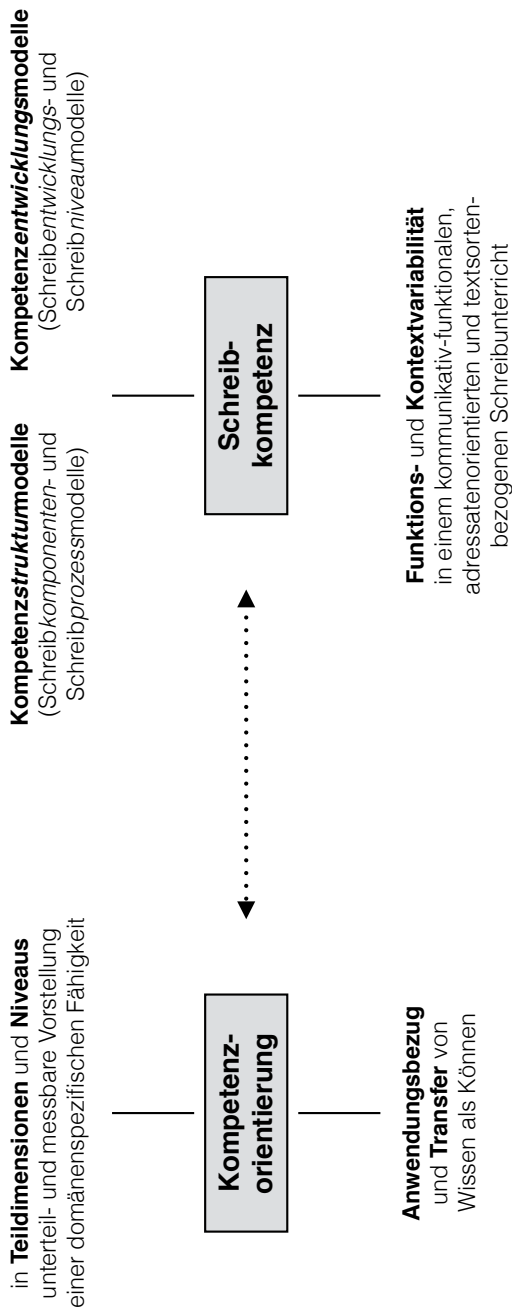 in Teildimensionen und Niveaus
unterteil- und messbare Vorstellung
einer domänenspezifischen Fähigkeit
Kompetenz-
orientierung
Anwendungsbezug
und Transfer von
Wissen als Können
Kompetenzstrukturmodelle
(Schreibkomponenten- und
Schreibprozessmodelle)
Kompetenzentwicklungsmodelle
(Schreibentwicklungs- und
Schreibniveaumodelle)
Schreib-
kompetenz
Funktions- und Kontextvariabilität
in einem kommunikativ-funktionalen,
adressatenorientierten und textsorten-
bezogenen Schreibunterricht